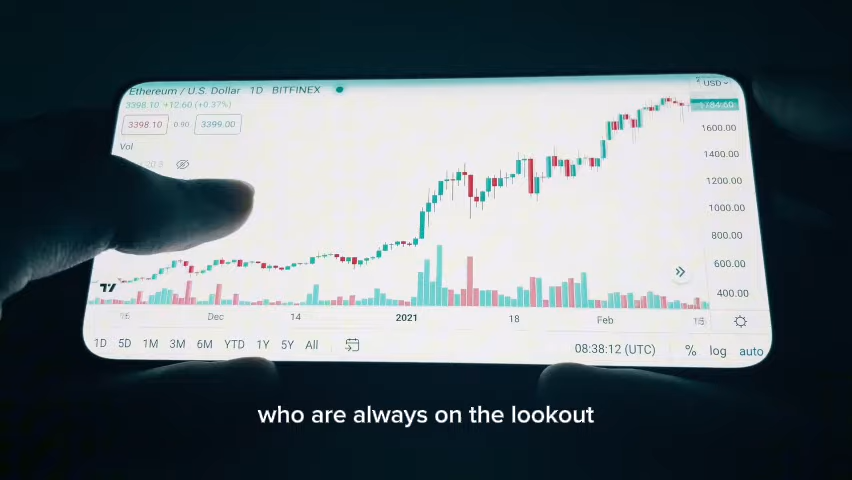 Ethereum / U.S. Dollar 1D BITFINEX
USD
3398.10 +12.60 (+0.37%)
3398.10 0.90 3399.00
Vol
1784.60
1600.00
1400.00
1200.00
1000.00
800.00
600.00
400.00
Dec 14 2021 18 Feb
1D 5D 1M 3M 6M YTD 1Y 5Y All 08:38:12 (UTC) % log auto
who are always on the lookout